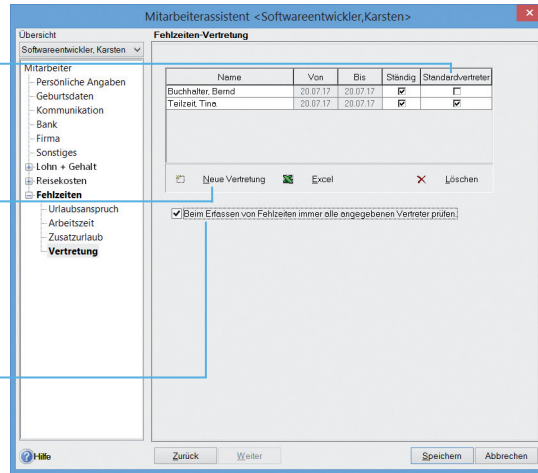 Mitarbeiterassistent <Softwareentwickler,Karsten>
Übersicht
Softwareentwickler, Karsten
Mitarbeiter
Persönliche Angaben
Geburtsdaten
Kommunikation
Bank
Firma
Sonstiges
Lohn + Gehalt
Reisekosten
Fehlzeiten
Urlaubsanspruch
Arbeitszeit
Zusatzurlaub
Vertretung
Fehlzeiten-Vertretung
Name Von Bis Ständig Standardvertreter
Buchhalter, Bernd 20.07.17 20.07.17
Teilzeit, Tina 20.07.17 20.07.17
Neue Vertretung Excel Löschen
Beim Erfassen von Fehlzeiten immer alle angegebenen Vertreter prüfen.
Hilfe Zurück Weiter Speichern Abbrechen